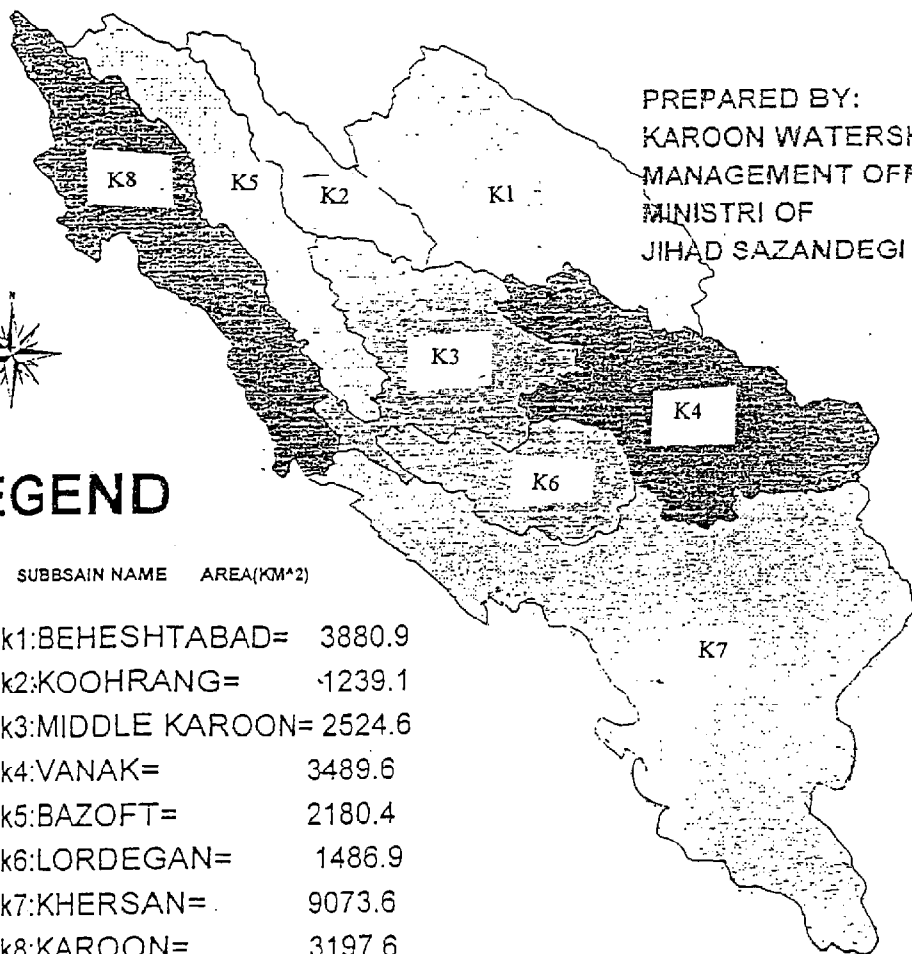 PREPARED BY:
KAROON WATERSH
MANAGEMENT OFF
MINISTRI OF
JIHAD SAZANDEGI
K8
K5
K2
K1
K3
K4
K6
K7
N
EGEND
SUBBSAIN NAME AREA(KM^2)
k1:BEHESHTABAD= 3880.9
k2:KOOHRANG= 1239.1
k3:MIDDLE KAROON= 2524.6
k4:VANAK= 3489.6
k5:BAZOFT= 2180.4
k6:LORDEGAN= 1486.9
k7:KHERSAN= 9073.6
k8:KAROON= 3197.6